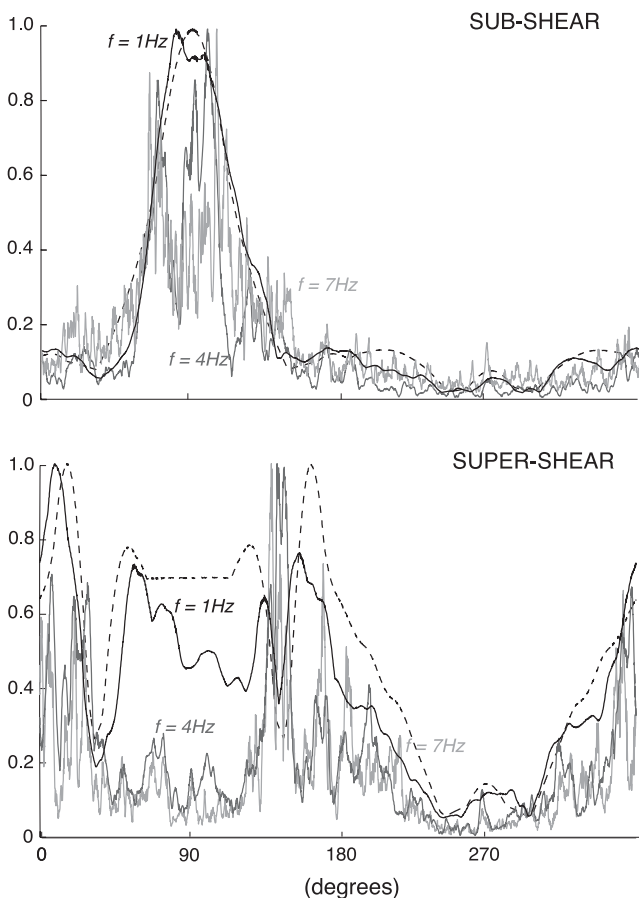 SUB-SHEAR
1.0
f = 1Hz
0.8
0.6
0.4
f = 7Hz
0.2
f = 4Hz
0
SUPER-SHEAR
1.0
0.8
0.6
f = 1Hz
0.4
f = 4Hz
f = 7Hz
0.2
0
0 90 180 270
(degrees)